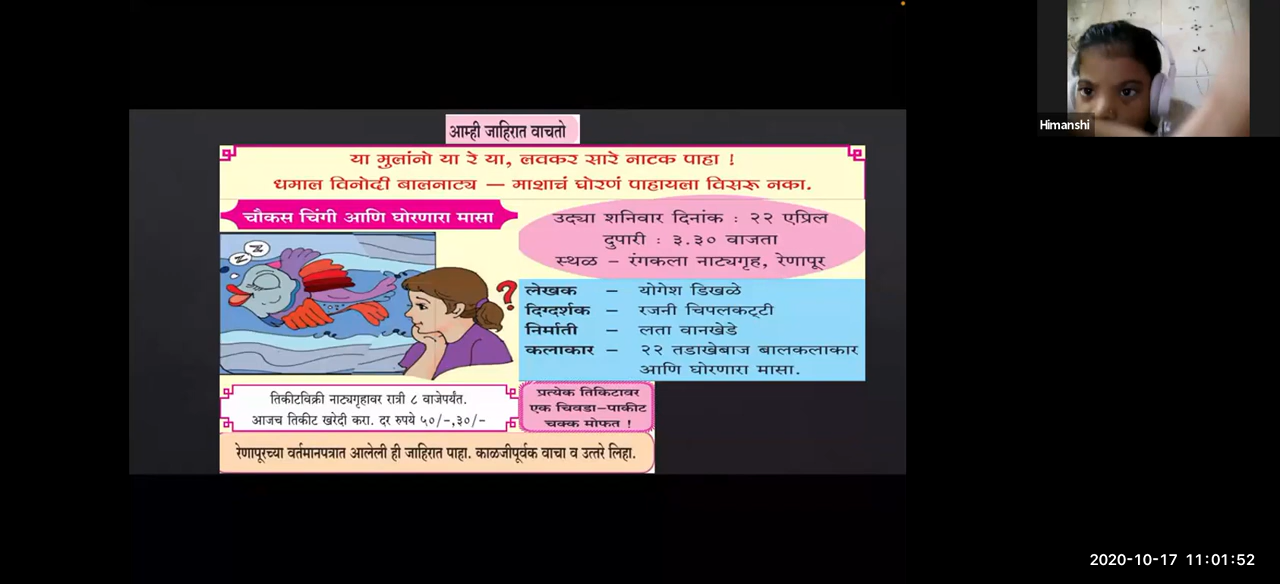 आम्ही जाहिरात वाचतो
या मुलांनो या रे या, लवकर सारे नाटक पाहा !
धमाल विनोदी बालनाट्य – माशाचं घोरणं पाहायला विसरू नका.
चौकस चिंगी आणि घोरणारा मासा
z z
?
उद्या शनिवार दिनांक : २२ एप्रिल
दुपारी : ३.३० वाजता
स्थळ – रंगकला नाट्यगृह, रेणापूर
लेखक – योगेश डिखळे
दिग्दर्शक – रजनी चिपलकट्टी
निर्माती – लता वानखेडे
कलाकार – २२ तडाखेबाज बालकलाकार
आणि घोरणारा मासा.
तिकीटविक्री नाट्यगृहावर रात्री ८ वाजेपर्यंत.
आजच तिकीट खरेदी करा. दर रुपये ५०/-,३०/-
प्रत्येक तिकिटावर
एक चिवडा-पाकीट
चक्क मोफत !
रेणापूरच्या वर्तमानपत्रात आलेली ही जाहिरात पाहा. काळजीपूर्वक वाचा व उत्तरे लिहा.
Himanshi
2020-10-17 11:01:52